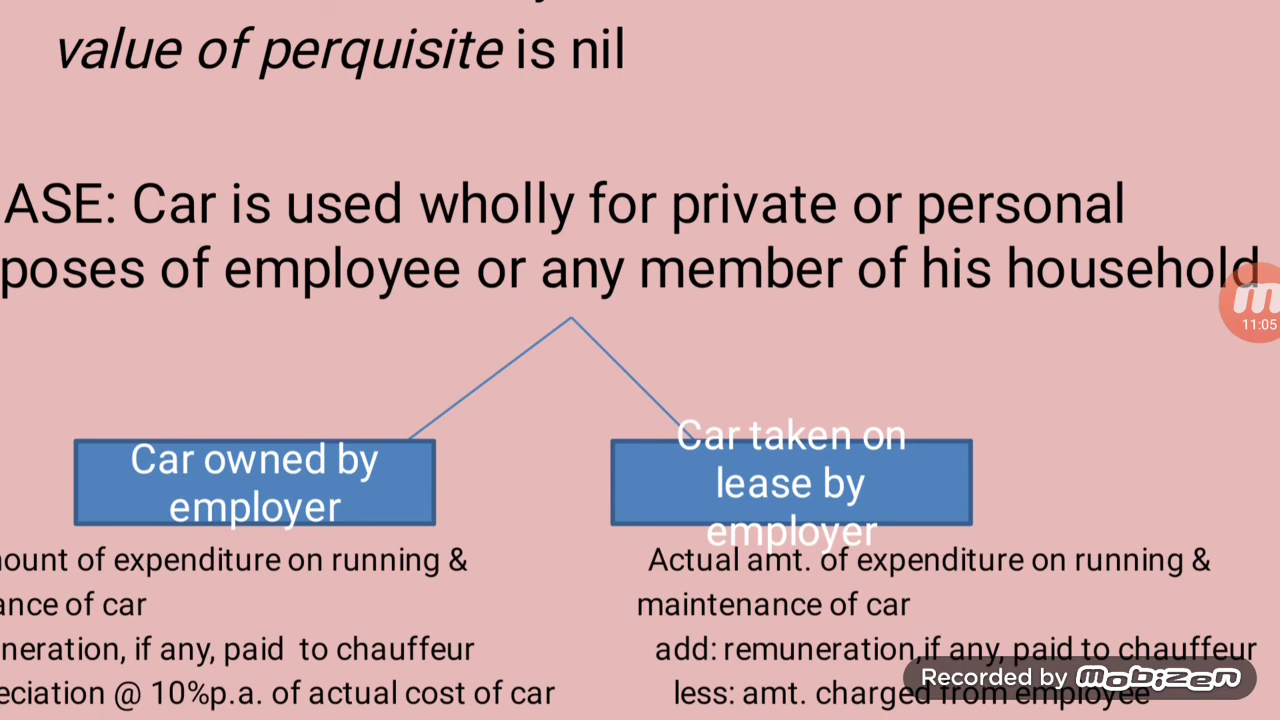 value of perquisite is nil
ASE: Car is used wholly for private or personal
poses of employee or any member of his household
11:05
Car owned by
employer
Car taken on
lease by
employer
ount of expenditure on running &
ance of car
neration, if any, paid to chauffeur
eciation @ 10%p.a. of actual cost of car
Actual amt. of expenditure on running &
maintenance of car
add: remuneration,if any, paid to chauffeur
less: amt. charged from employee
Recorded by mobizen